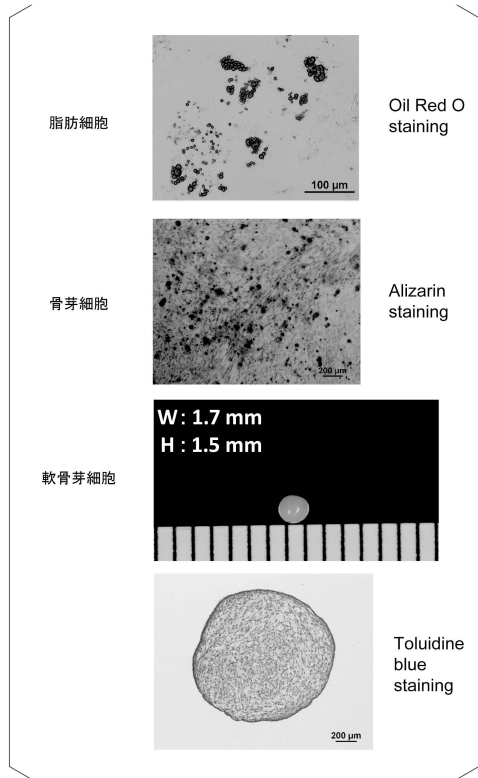 脂肪細胞
Oil Red O
staining
100 μm
骨芽細胞
Alizarin
staining
200 μm
W: 1.7 mm
H: 1.5 mm
軟骨芽細胞
Toluidine
blue
staining
200 μm